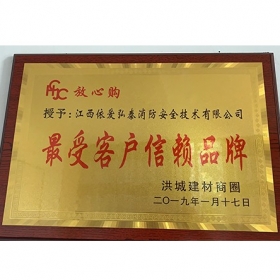 放心购
授予：江西依爱弘泰消防安全技术有限公司
最受客户信赖品牌
洪城建材商圈
二〇一九年一月十七日